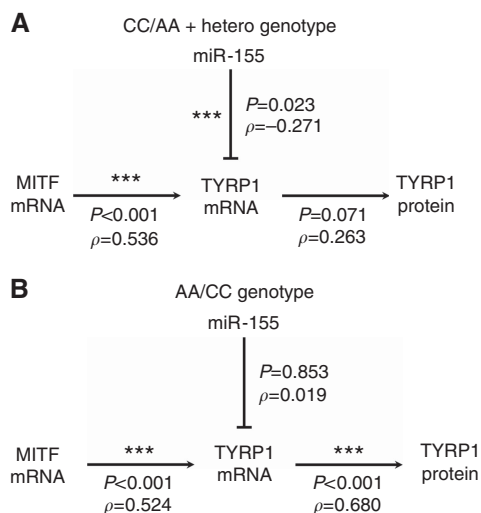 A
CC/AA + hetero genotype
miR-155
***
P=0.023
ρ=–0.271
MITF
mRNA
***
P<0.001
ρ=0.536
TYRP1
mRNA
P=0.071
ρ=0.263
TYRP1
protein
B
AA/CC genotype
miR-155
P=0.853
ρ=0.019
MITF
mRNA
***
P<0.001
ρ=0.524
TYRP1
mRNA
***
P<0.001
ρ=0.680
TYRP1
protein